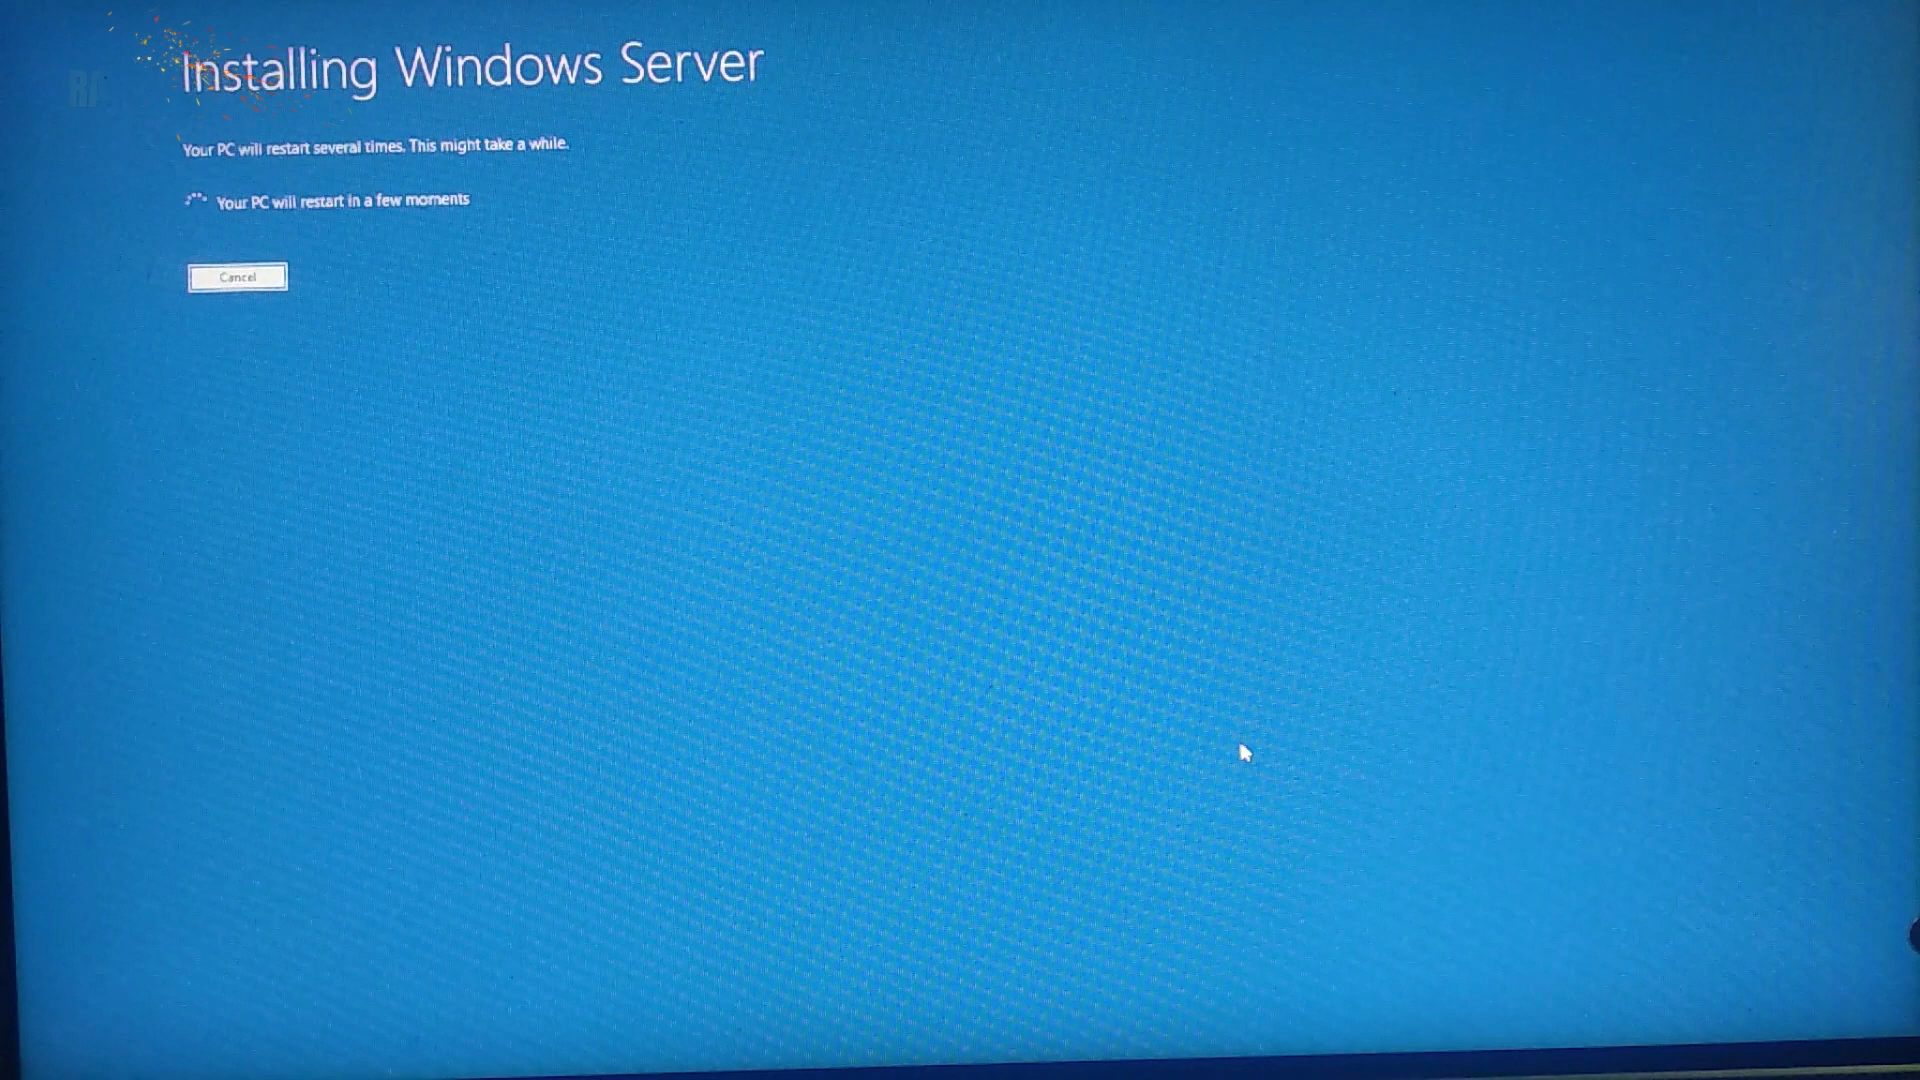 Installing Windows Server
Your PC will restart several times. This might take a while.
Your PC will restart in a few moments
Cancel